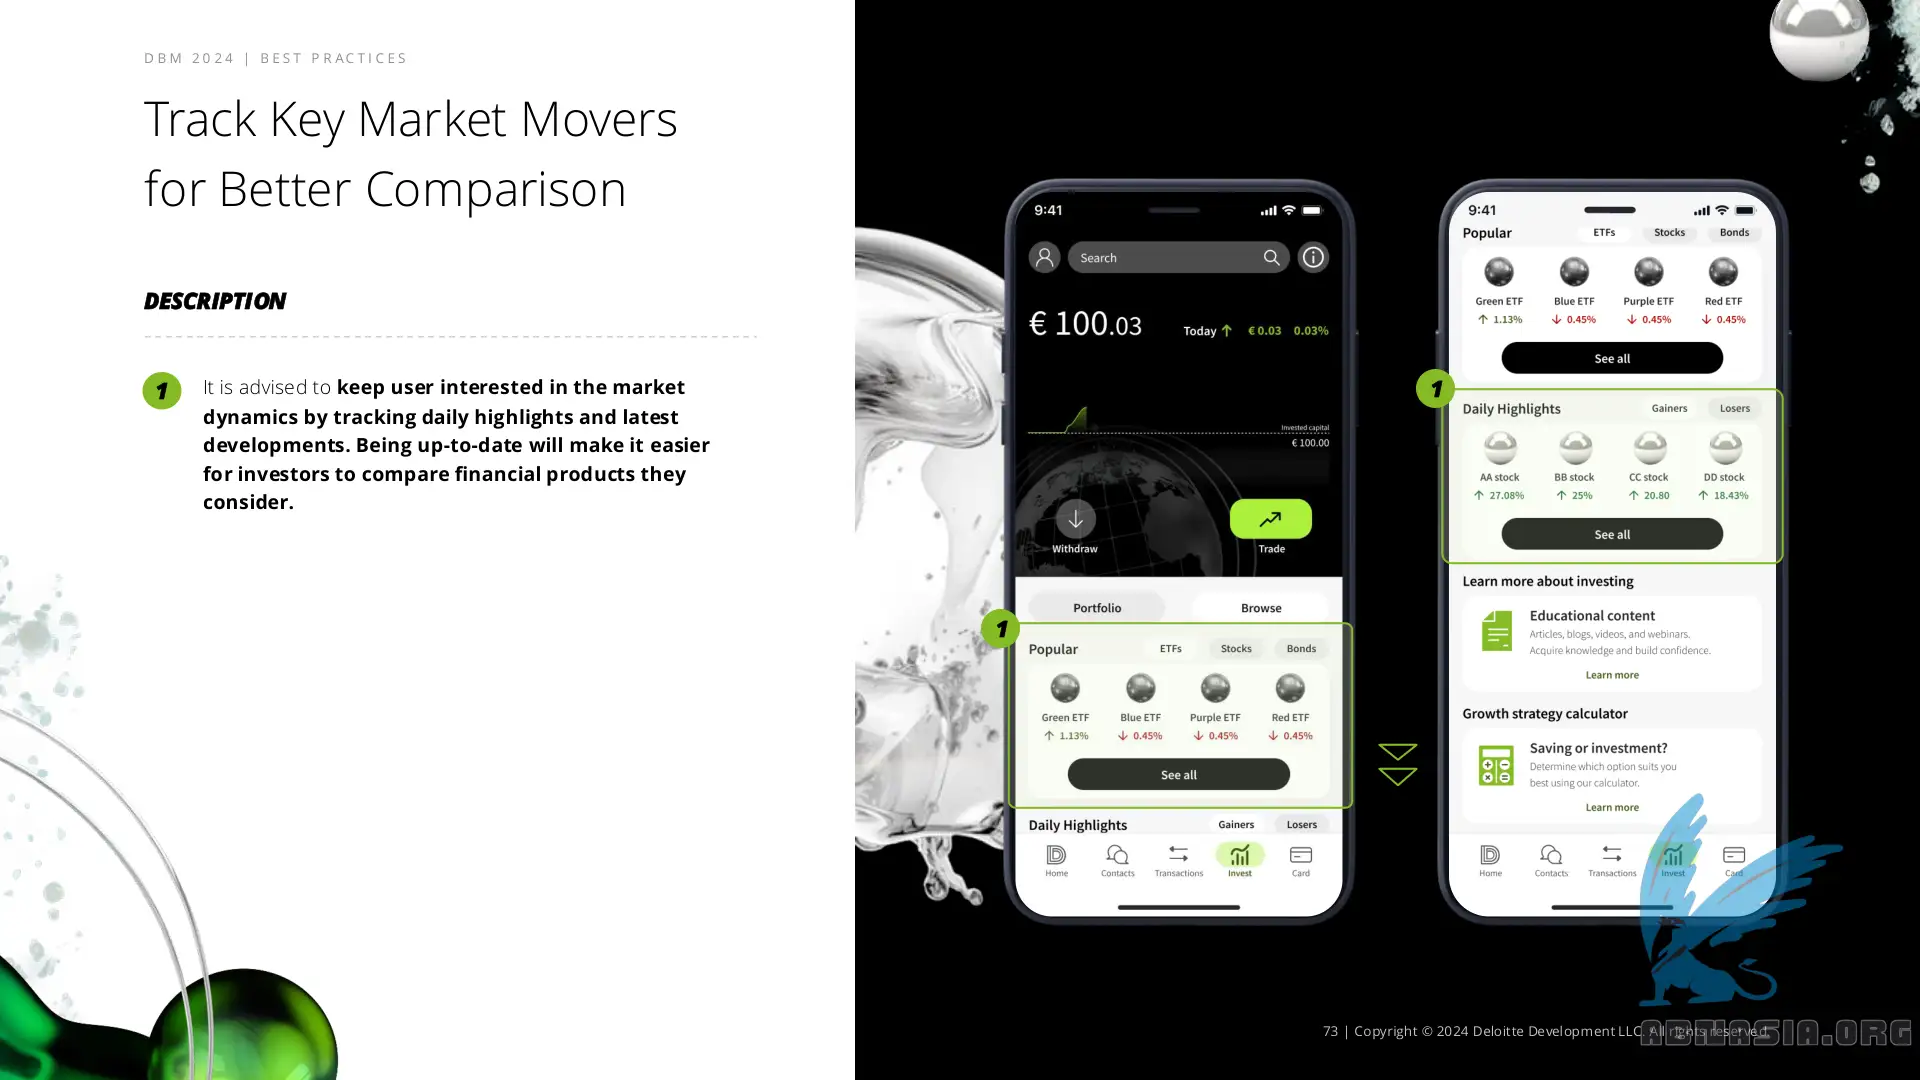 DBM 2024 | BEST PRACTICES
Track Key Market Movers
for Better Comparison
DESCRIPTION
1
It is advised to keep user interested in the market
dynamics by tracking daily highlights and latest
developments. Being up-to-date will make it easier
for investors to compare financial products they
consider.
9:41
Search
€ 100.03
Today € 0.03 0.03%
Invested capital
€ 100.00
Withdraw
Trade
Portfolio Browse
1
Popular ETFs Stocks Bonds
Green ETF Blue ETF Purple ETF Red ETF
↑ 1.13% ↓ 0.45% ↓ 0.45% ↓ 0.45%
See all
Daily Highlights Gainers Losers
Home Contacts Transactions Invest Card
9:41
Popular ETFs Stocks Bonds
Green ETF Blue ETF Purple ETF Red ETF
↑ 1.13% ↓ 0.45% ↓ 0.45% ↓ 0.45%
See all
1
Daily Highlights Gainers Losers
AA stock BB stock CC stock DD stock
↑ 27.08% ↑ 25% ↑ 20.80 ↑ 18.43%
See all
Learn more about investing
Educational content
Articles, blogs, videos, and webinars.
Acquire knowledge and build confidence.
Learn more
Growth strategy calculator
Saving or investment?
Determine which option suits you
best using our calculator.
Learn more
Home Contacts Transactions Invest Card
73 | Copyright © 2024 Deloitte Development LLC. All rights reserved.
ABIVASIA.ORG